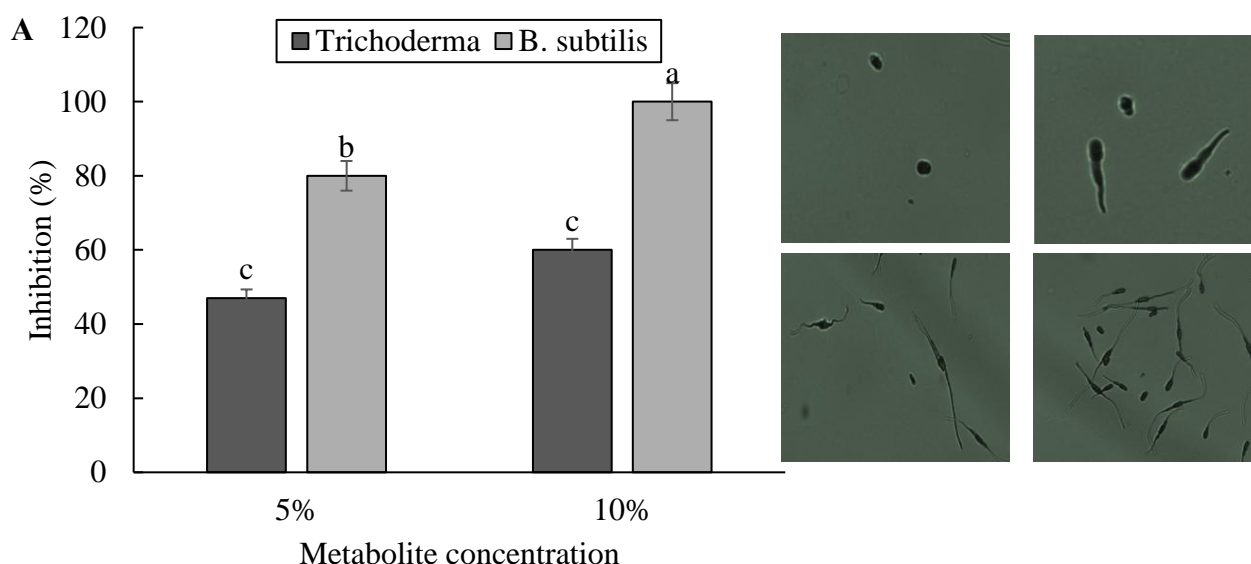 A
120
Trichoderma B. subtilis
100
80
60
40
20
0
Inhibition (%)
c
b
c
a
5%
10%
Metabolite concentration